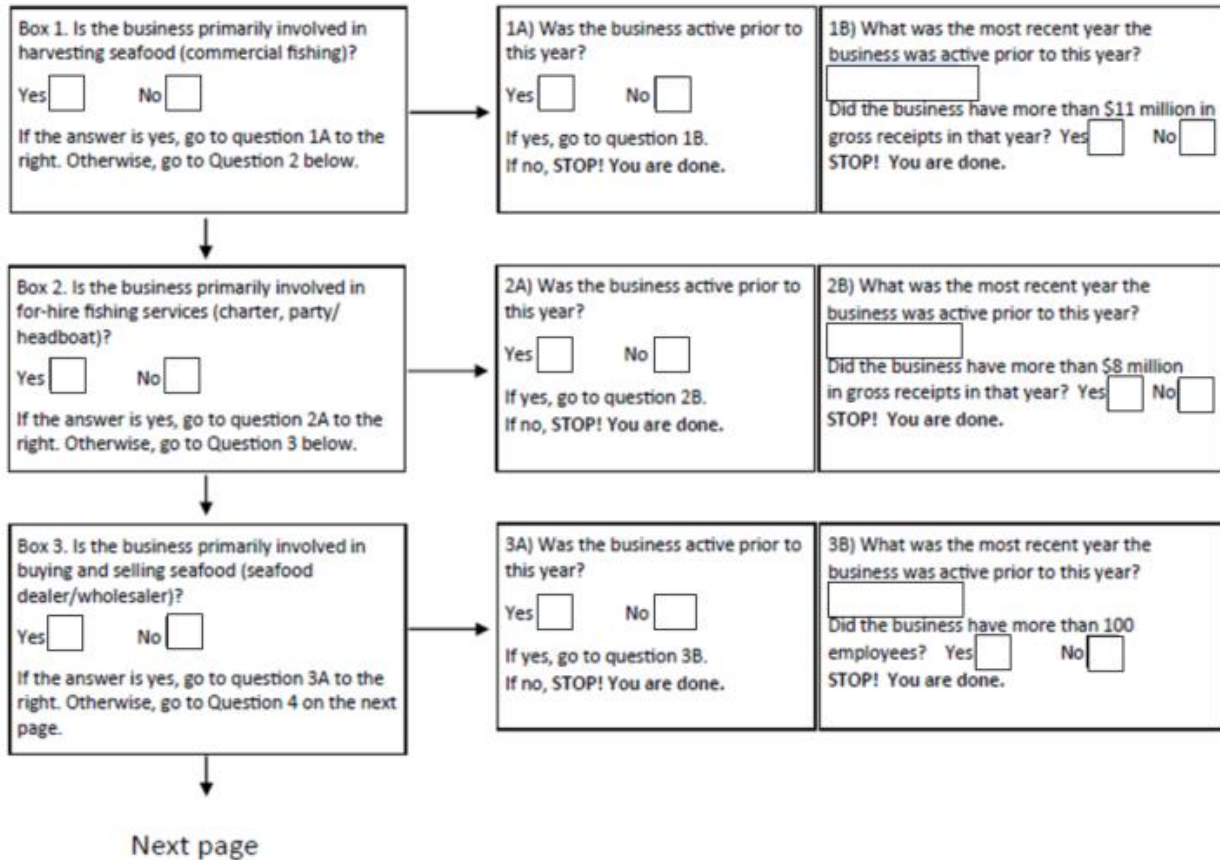 Box 1. Is the business primarily involved in
harvesting seafood (commercial fishing)?
Yes No
If the answer is yes, go to question 1A to the
right. Otherwise, go to Question 2 below.
1A) Was the business active prior to
this year?
Yes No
If yes, go to question 1B.
If no, STOP! You are done.
1B) What was the most recent year the
business was active prior to this year?
Did the business have more than $11 million in
gross receipts in that year? Yes No
STOP! You are done.
Box 2. Is the business primarily involved in
for-hire fishing services (charter, party/
headboat)?
Yes No
If the answer is yes, go to question 2A to the
right. Otherwise, go to Question 3 below.
2A) Was the business active prior to
this year?
Yes No
If yes, go to question 2B.
If no, STOP! You are done.
2B) What was the most recent year the
business was active prior to this year?
Did the business have more than $8 million
in gross receipts in that year? Yes No
STOP! You are done.
Box 3. Is the business primarily involved in
buying and selling seafood (seafood
dealer/wholesaler)?
Yes No
If the answer is yes, go to question 3A to the
right. Otherwise, go to Question 4 on the next
page.
3A) Was the business active prior to
this year?
Yes No
If yes, go to question 3B.
If no, STOP! You are done.
3B) What was the most recent year the
business was active prior to this year?
Did the business have more than 100
employees? Yes No
STOP! You are done.
Next page